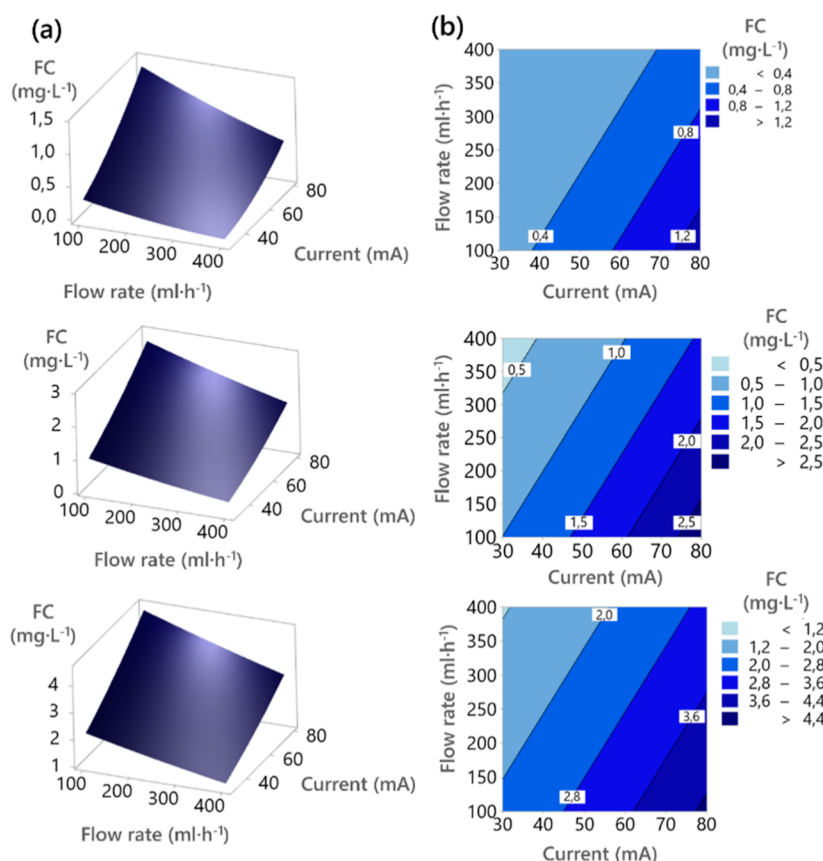 (a)
FC
(mg·L⁻¹)
1,5
1,0
0,5
0,0
100
200
300
400
40
60
80
Flow rate (ml·h⁻¹)
Current (mA)
(b)
FC
(mg·L⁻¹)
< 0,4
0,4 – 0,8
0,8 – 1,2
> 1,2
Flow rate (ml·h⁻¹)
400
350
300
250
200
150
100
0,8
0,4
1,2
30 40 50 60 70 80
Current (mA)
FC
(mg·L⁻¹)
3
2
1
0
100
200
300
400
40
60
80
Flow rate (ml·h⁻¹)
Current (mA)
FC
(mg·L⁻¹)
< 0,5
0,5 – 1,0
1,0 – 1,5
1,5 – 2,0
2,0 – 2,5
> 2,5
Flow rate (ml·h⁻¹)
400
350
300
250
200
150
100
0,5
1,0
2,0
1,5
2,5
30 40 50 60 70 80
Current (mA)
FC
(mg·L⁻¹)
4
3
2
1
100
200
300
400
40
60
80
Flow rate (ml·h⁻¹)
Current (mA)
FC
(mg·L⁻¹)
< 1,2
1,2 – 2,0
2,0 – 2,8
2,8 – 3,6
3,6 – 4,4
> 4,4
Flow rate (ml·h⁻¹)
400
350
300
250
200
150
100
2,0
3,6
2,8
30 40 50 60 70 80
Current (mA)